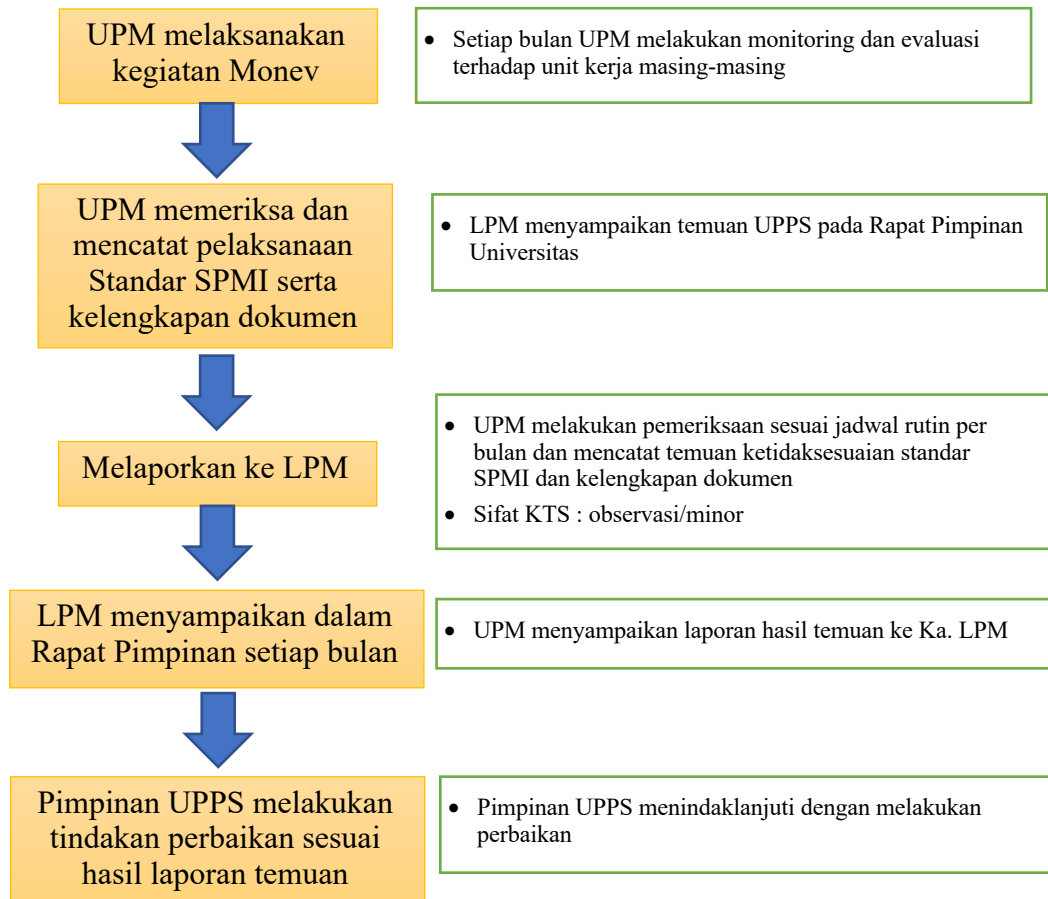 UPM melaksanakan
kegiatan Monev
• Setiap bulan UPM melakukan monitoring dan evaluasi
terhadap unit kerja masing-masing
UPM memeriksa dan
mencatat pelaksanaan
Standar SPMI serta
kelengkapan dokumen
• LPM menyampaikan temuan UPPS pada Rapat Pimpinan
Universitas
Melaporkan ke LPM
• UPM melakukan pemeriksaan sesuai jadwal rutin per
bulan dan mencatat temuan ketidaksesuaian standar
SPMI dan kelengkapan dokumen
• Sifat KTS : observasi/minor
LPM menyampaikan dalam
Rapat Pimpinan setiap bulan
• UPM menyampaikan laporan hasil temuan ke Ka. LPM
Pimpinan UPPS melakukan
tindakan perbaikan sesuai
hasil laporan temuan
• Pimpinan UPPS menindaklanjuti dengan melakukan
perbaikan